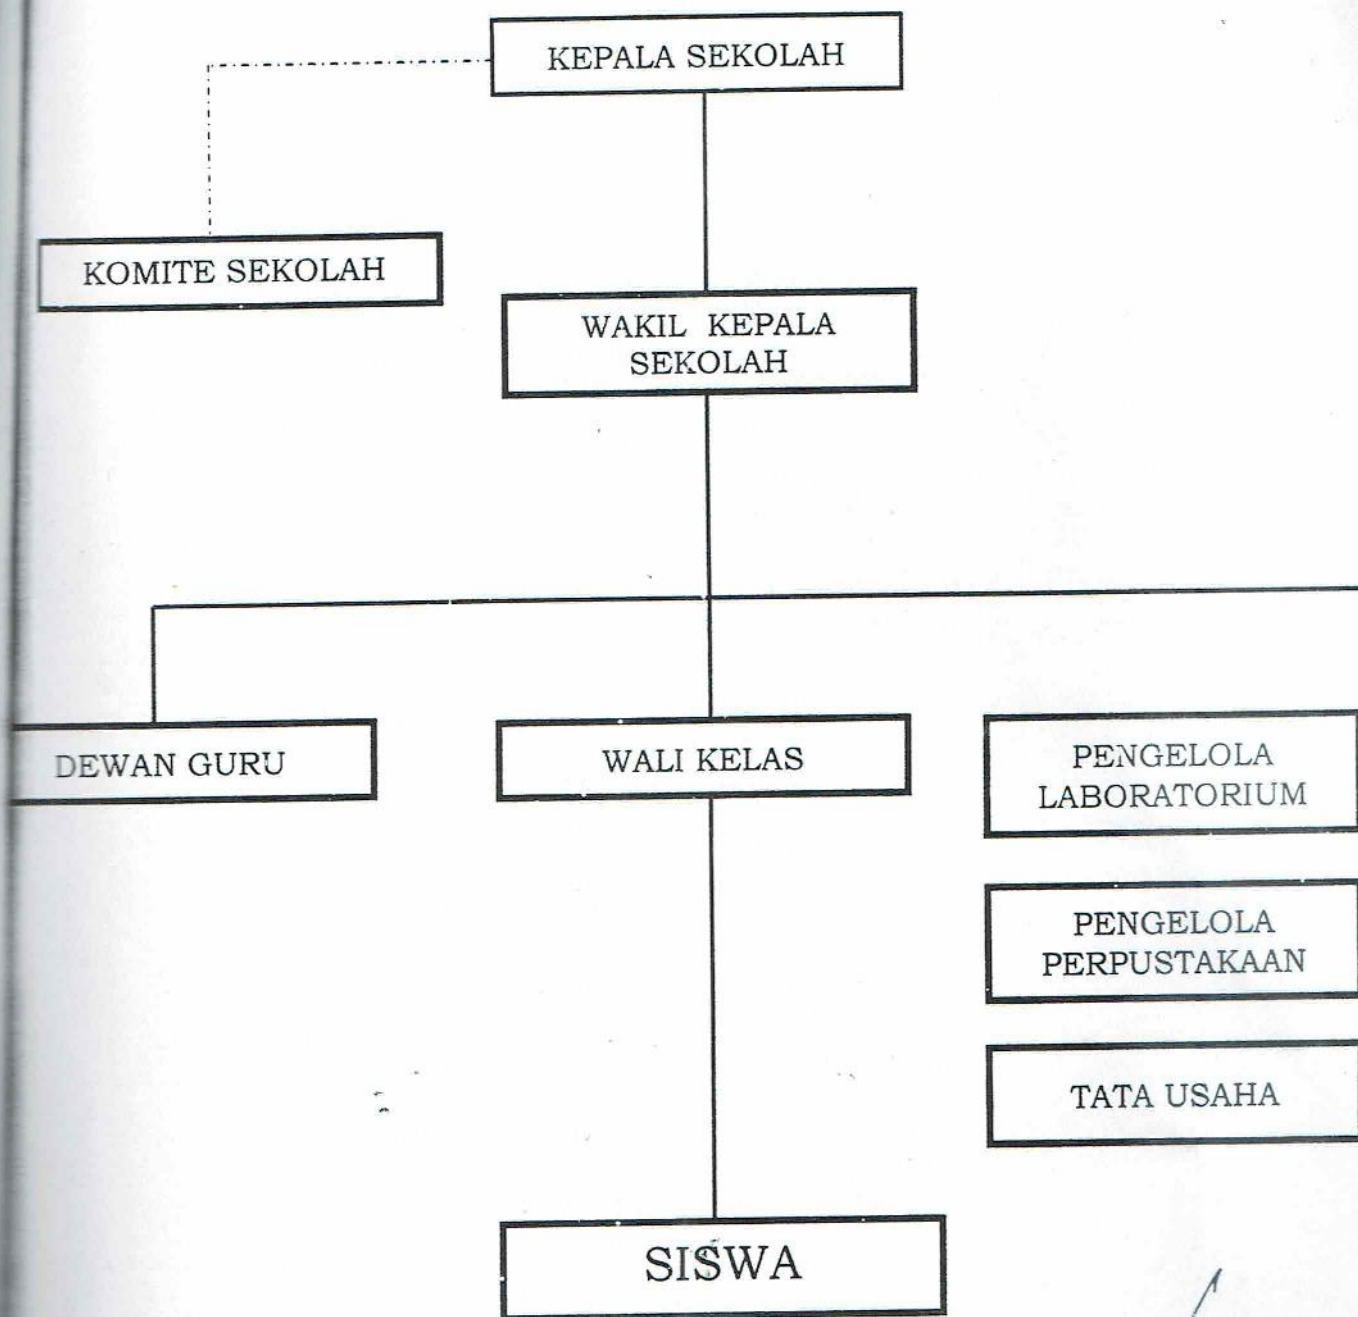 KEPALA SEKOLAH
KOMITE SEKOLAH
WAKIL KEPALA
SEKOLAH
DEWAN GURU
WALI KELAS
PENGELOLA
LABORATORIUM
PENGELOLA
PERPUSTAKAAN
TATA USAHA
SISWA